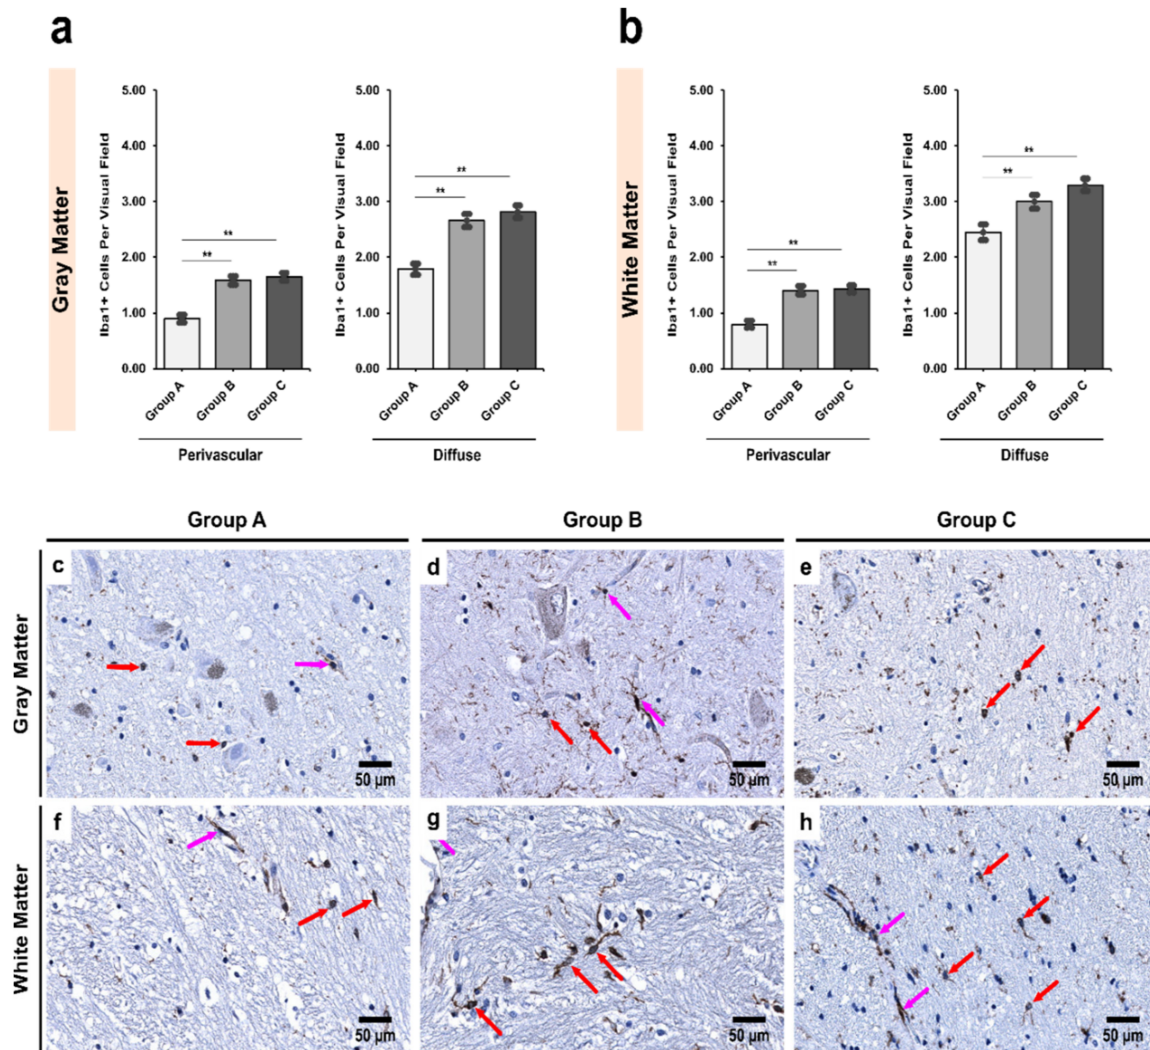 a
b
Gray Matter
Iba1+ Cells Per Visual Field
5.00
4.00
3.00
2.00
1.00
0.00
**
**
Group A
Group B
Group C
Perivascular
Iba1+ Cells Per Visual Field
5.00
4.00
3.00
2.00
1.00
0.00
**
**
Group A
Group B
Group C
Diffuse
White Matter
Iba1+ Cells Per Visual Field
5.00
4.00
3.00
2.00
1.00
0.00
**
**
Group A
Group B
Group C
Perivascular
Iba1+ Cells Per Visual Field
5.00
4.00
3.00
2.00
1.00
0.00
**
**
Group A
Group B
Group C
Diffuse
Group A
Group B
Group C
Gray Matter
c
50 µm
d
50 µm
e
50 µm
White Matter
f
50 µm
g
50 µm
h
50 µm